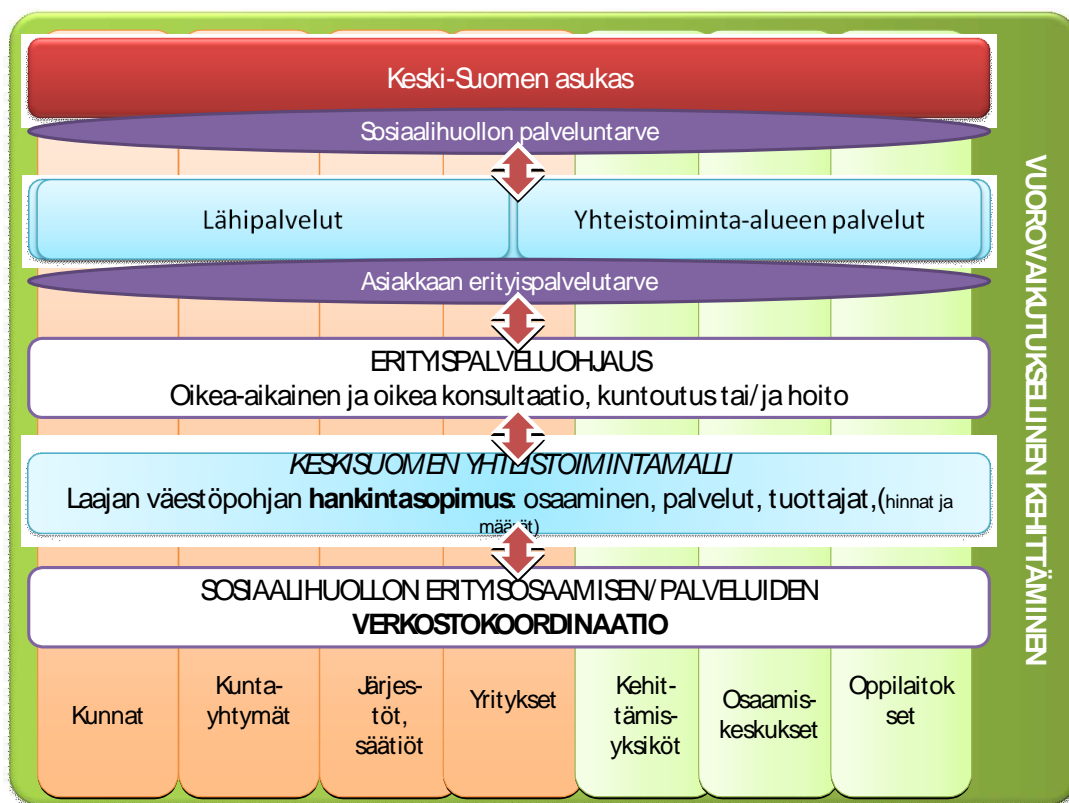 Keski-Suomen asukas
Sosiaalihuollon palveluntarve
Lähipalvelut
Yhteistoiminta-alueen palvelut
Asiakkaan erityispalvelutarve
ERITYISPALVELUOHJAUS
Oikea-aikainen ja oikea konsultaatio, kuntoutus tai/ja hoito
KESKISUOMEN YHTEISTOIMINTAMALLI
Laajan väestöpohjan hankintasopimus: osaaminen, palvelut, tuottajat,(hinnat ja
määrät)
SOSIAALIHUOLLON ERITYISOSAAMISEN/PALVELUIDEN
VERKOSTOKOORDINAATIO
Kunnat
Kunta-
yhtymät
Järjes-
töt,
säätiöt
Yritykset
Kehit-
tämis-
yksiköt
Osaamis-
keskukset
Oppilaitok
set
VUOROVAIKUTUKSELLINEN KEHITTÄMINEN